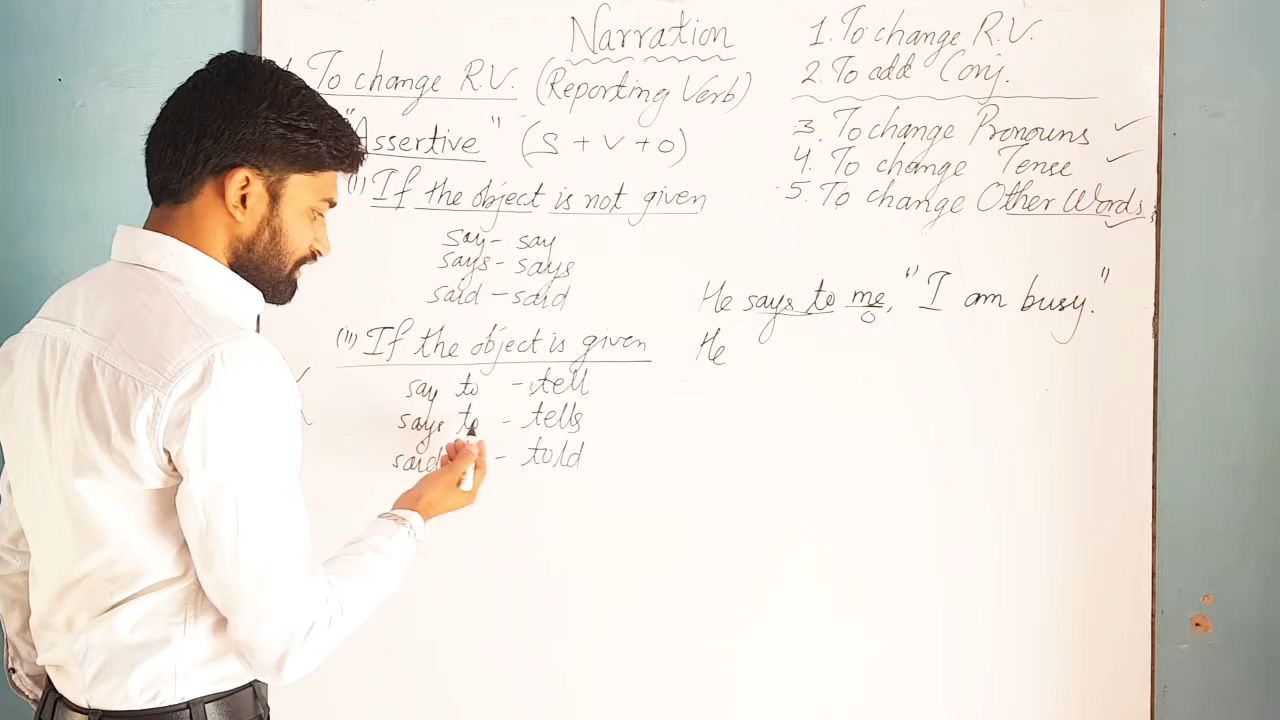 Narration
1. To change R.V. (Reporting Verb)
"Assertive" (S + V + O)
(i) If the object is not given
say - say
says - says
said - said
(ii) If the object is given
say to - tell
says to - tells
said - told
1. To change R.V.
2. To add Conj.
3. To change Pronouns ✓
4. To change Tense ✓
5. To change Other Words ✓
He says to me, "I am busy."
O
He